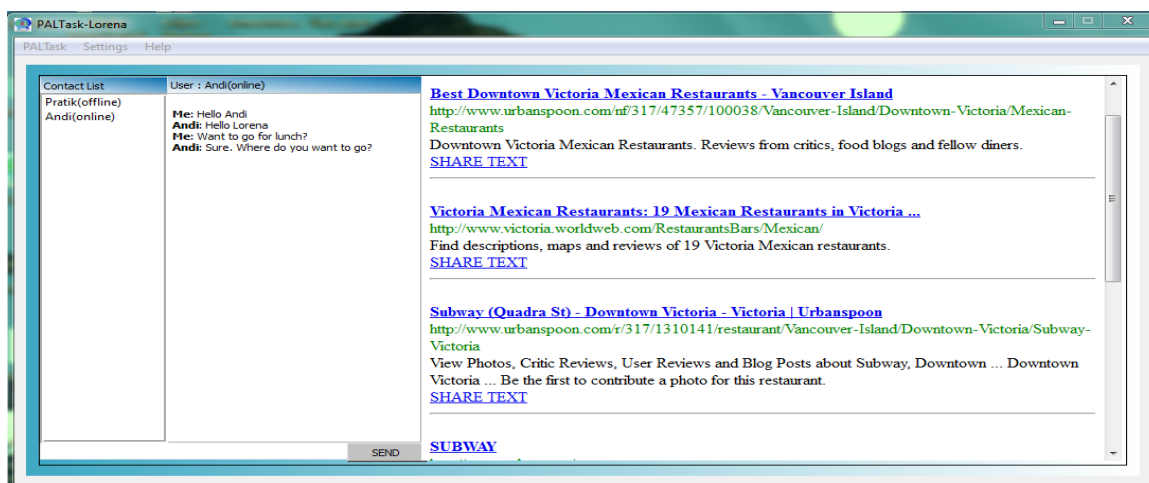 PALTask-Lorena
PALTask Settings Help
Contact List
Pratik(offline)
Andi(online)
User : Andi(online)
Me: Hello Andi
Andi: Hello Lorena
Me: Want to go for lunch?
Andi: Sure. Where do you want to go?
SEND
Best Downtown Victoria Mexican Restaurants - Vancouver Island
http://www.urbanspoon.com/nf/317/47357/100038/Vancouver-Island/Downtown-Victoria/Mexican-
Restaurants
Downtown Victoria Mexican Restaurants. Reviews from critics, food blogs and fellow diners.
SHARE TEXT
Victoria Mexican Restaurants: 19 Mexican Restaurants in Victoria ...
http://www.victoria.worldweb.com/RestaurantsBars/Mexican/
Find descriptions, maps and reviews of 19 Victoria Mexican restaurants.
SHARE TEXT
Subway (Quadra St) - Downtown Victoria - Victoria | Urbanspoon
http://www.urbanspoon.com/r/317/1310141/restaurant/Vancouver-Island/Downtown-Victoria/Subway-
Victoria
View Photos, Critic Reviews, User Reviews and Blog Posts about Subway, Downtown ... Downtown
Victoria ... Be the first to contribute a photo for this restaurant.
SHARE TEXT
SUBWAY